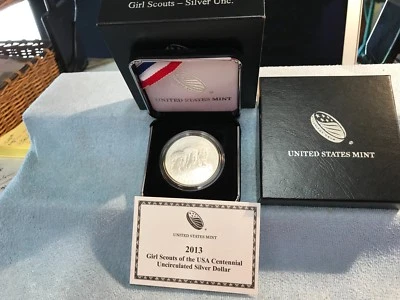 Girl Scouts – Silver Unc.
UNITED STATES MINT
UNITED STATES MINT
UNITED STATES MINT
2013
Girl Scouts of the USA Centennial
Uncirculated Silver Dollar